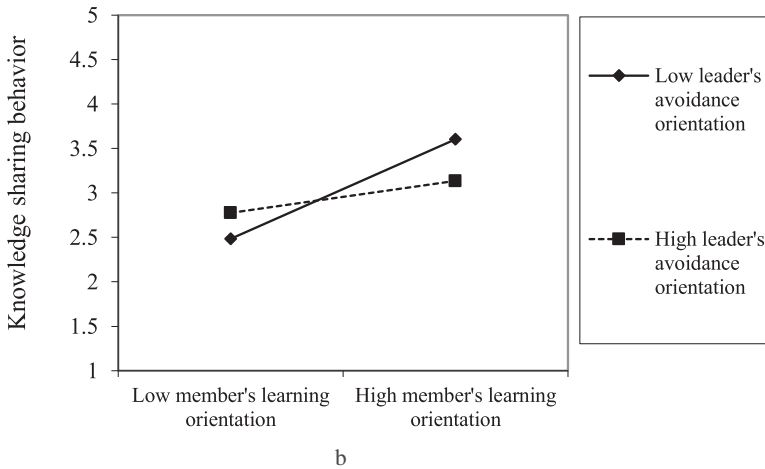 Knowledge sharing behavior
5
4.5
4
3.5
3
2.5
2
1.5
1
Low member's learning
orientation
High member's learning
orientation
Low leader's
avoidance
orientation
High leader's
avoidance
orientation
b